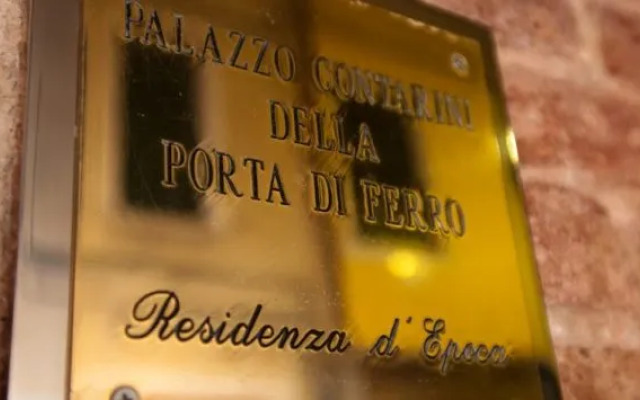 PALAZZO CONTARINI
DELLA
PORTA DI FERRO
Residenza d'Epoca